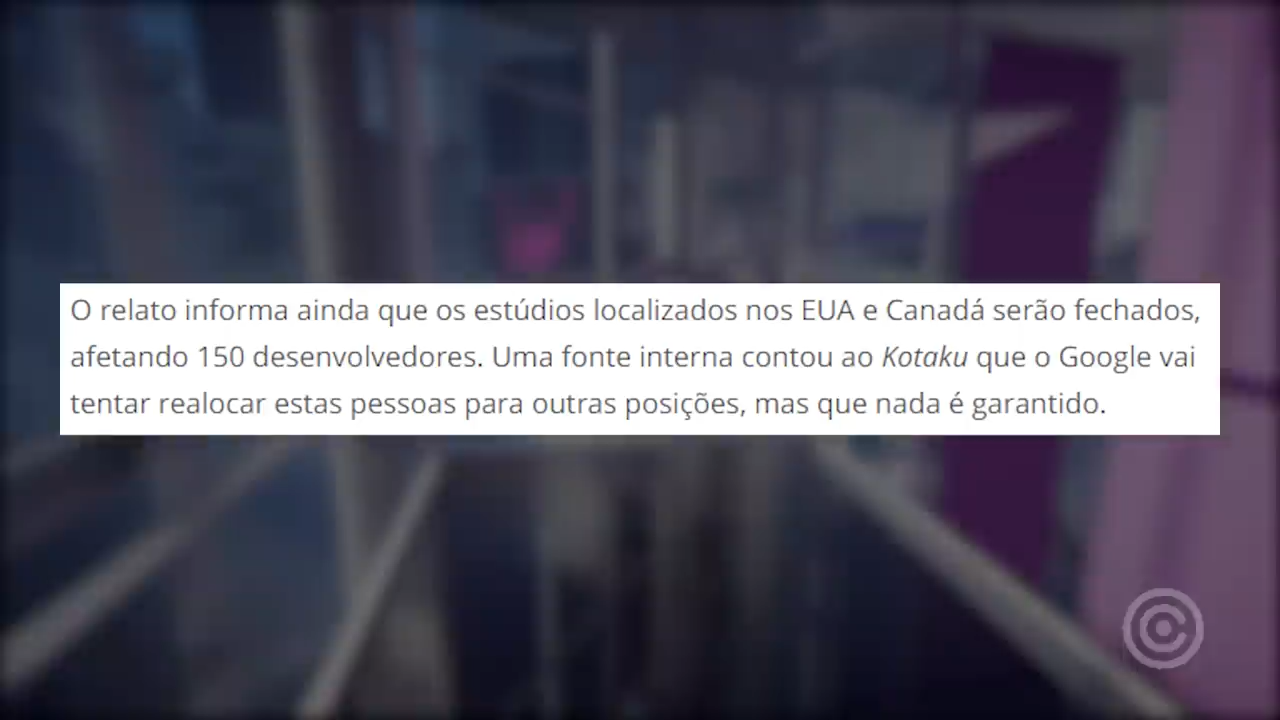 O relato informa ainda que os estúdios localizados nos EUA e Canadá serão fechados,
afetando 150 desenvolvedores. Uma fonte interna contou ao Kotaku que o Google vai
tentar realocar estas pessoas para outras posições, mas que nada é garantido.